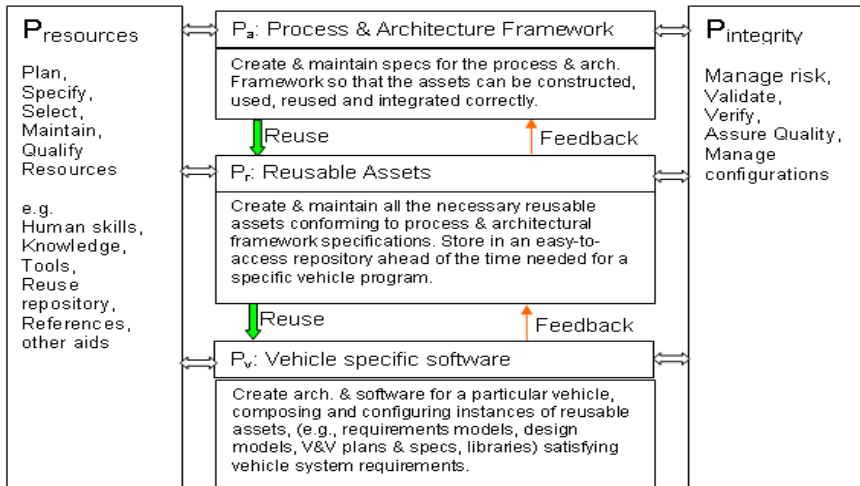 Presources
Plan,
Specify,
Select,
Maintain,
Qualify
Resources
e.g.
Human skills,
Knowledge,
Tools,
Reuse
repository,
References,
other aids
Pa: Process & Architecture Framework
Create & maintain specs for the process & arch.
Framework so that the assets can be constructed,
used, reused and integrated correctly.
Reuse
Feedback
Pr: Reusable Assets
Create & maintain all the necessary reusable
assets conforming to process & architectural
framework specifications. Store in an easy-to-
access repository ahead of the time needed for a
specific vehicle program.
Reuse
Feedback
Pv: Vehicle specific software
Create arch. & software for a particular vehicle,
composing and configuring instances of reusable
assets, (e.g., requirements models, design
models, V&V plans & specs, libraries) satisfying
vehicle system requirements.
Pintegrity
Manage risk,
Validate,
Verify,
Assure Quality,
Manage
configurations